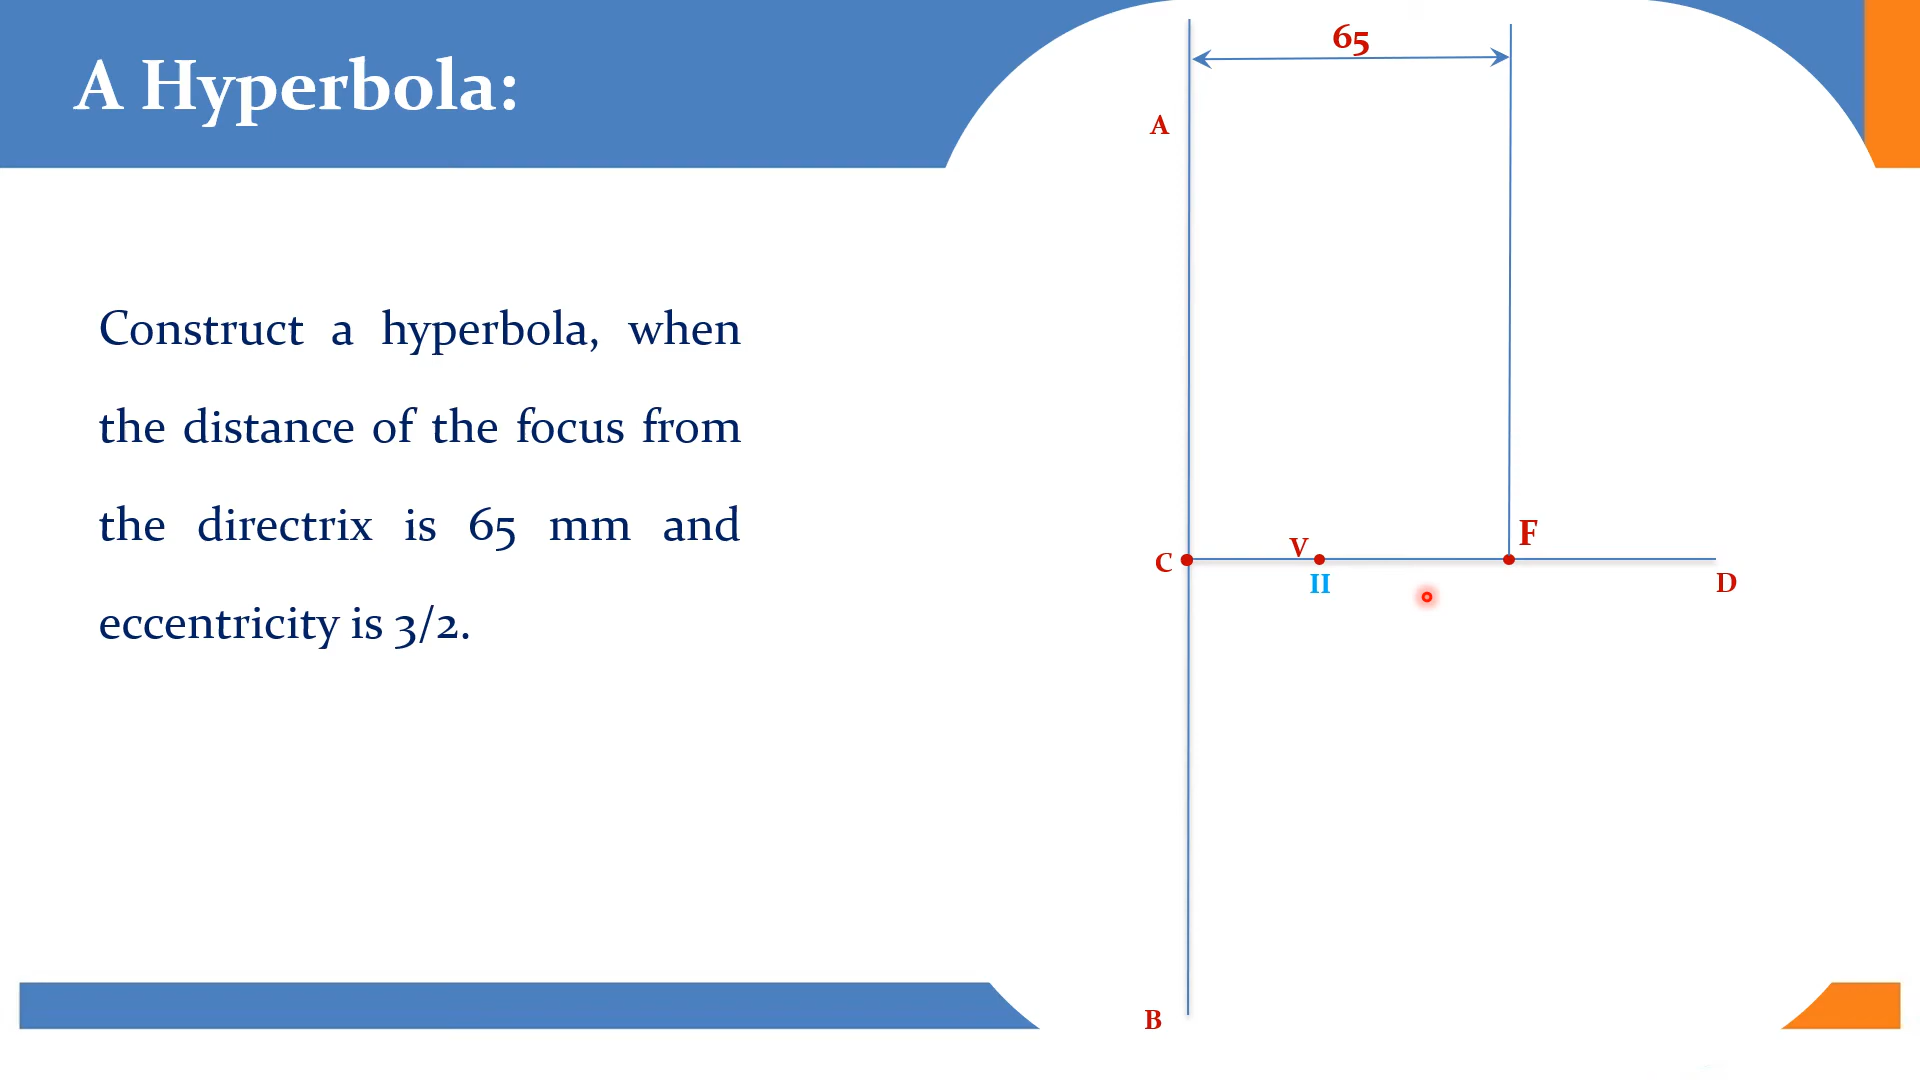 A Hyperbola:
Construct a hyperbola, when
the distance of the focus from
the directrix is 65 mm and
eccentricity is 3/2.
65
A
F
V
C
II
D
B